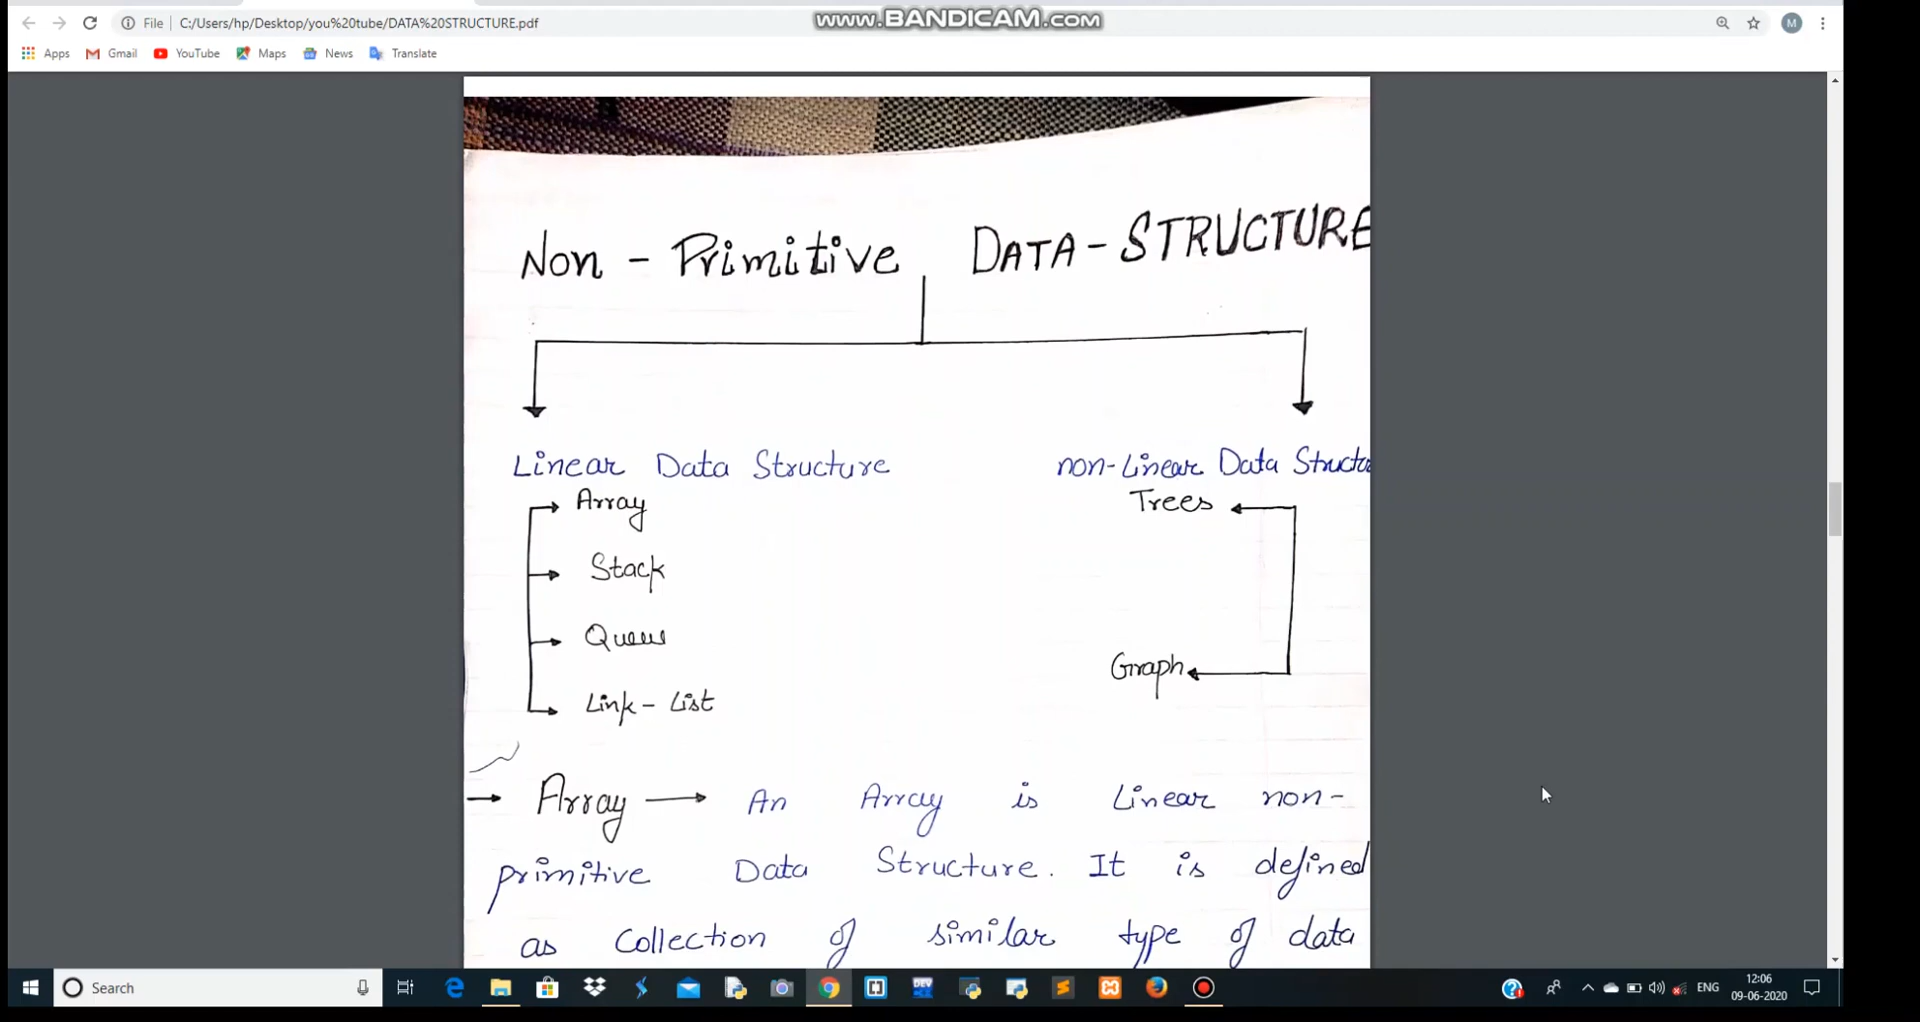 www.BANDICAM.com
File C:/Users/hp/Desktop/you%20tube/DATA%20STRUCTURE.pdf
M
Apps Gmail YouTube Maps News Translate
Non - Primitive DATA - STRUCTURE
Linear Data Structure non-Linear Data Structu
Array Trees
Stack
Queue
Graph
Link - List
Array An Array is Linear non-
primitive Data Structure. It is defined
as Collection of similar type of data
Search DEV ENG 12:06
09-06-2020